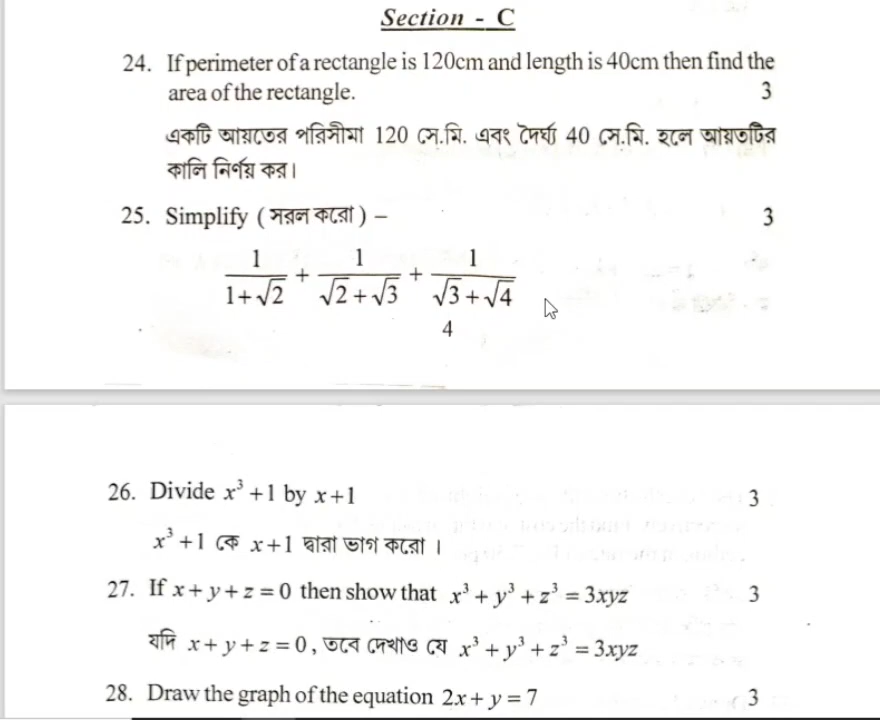 Section - C
24. If perimeter of a rectangle is 120cm and length is 40cm then find the
area of the rectangle. 3
একটি আয়তের পরিসীমা 120 সে.মি. এবং দৈর্ঘ্য 40 সে.মি. হলে আয়তটির
কালি নির্ণয় কর।
25. Simplify (সরল করো) – 3
1/(1+√2) + 1/(√2+√3) + 1/(√3+√4)
4
26. Divide x³+1 by x+1 3
x³+1 কে x+1 দ্বারা ভাগ করো।
27. If x+y+z=0 then show that x³+y³+z³=3xyz 3
যদি x+y+z=0, তবে দেখাও যে x³+y³+z³=3xyz
28. Draw the graph of the equation 2x+y=7 3